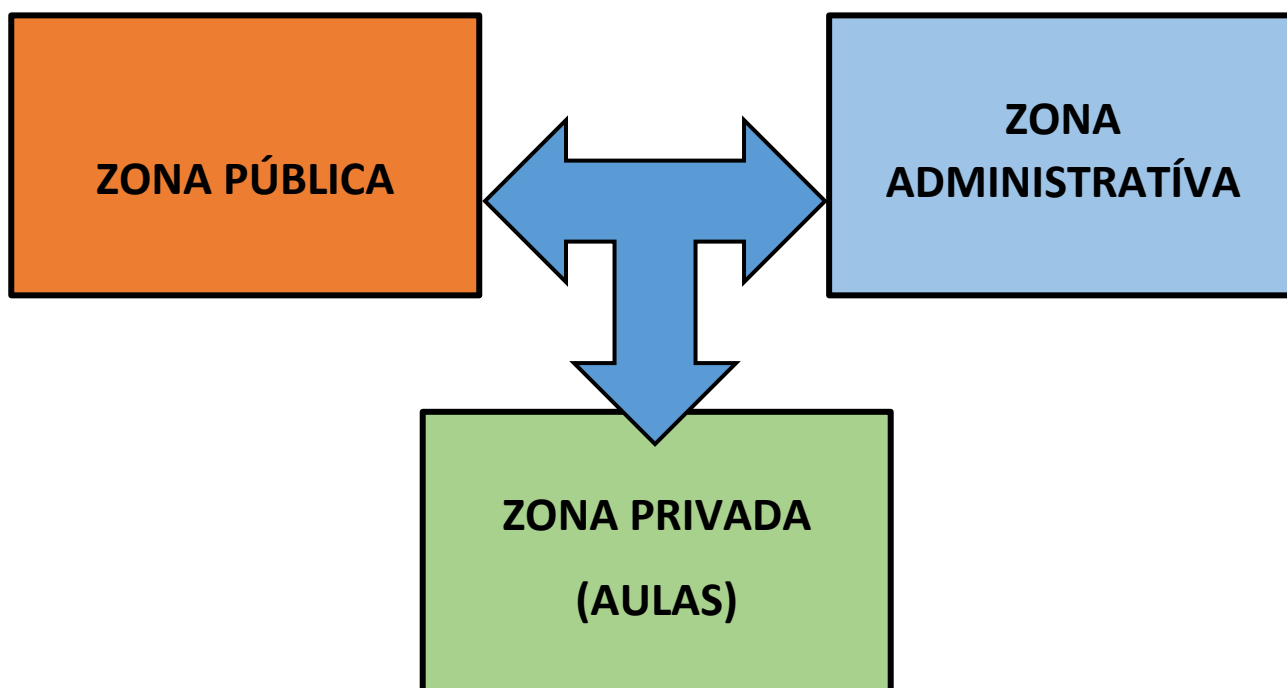 ZONA PÚBLICA
ZONA
ADMINISTRATÍVA
ZONA PRIVADA
(AULAS)